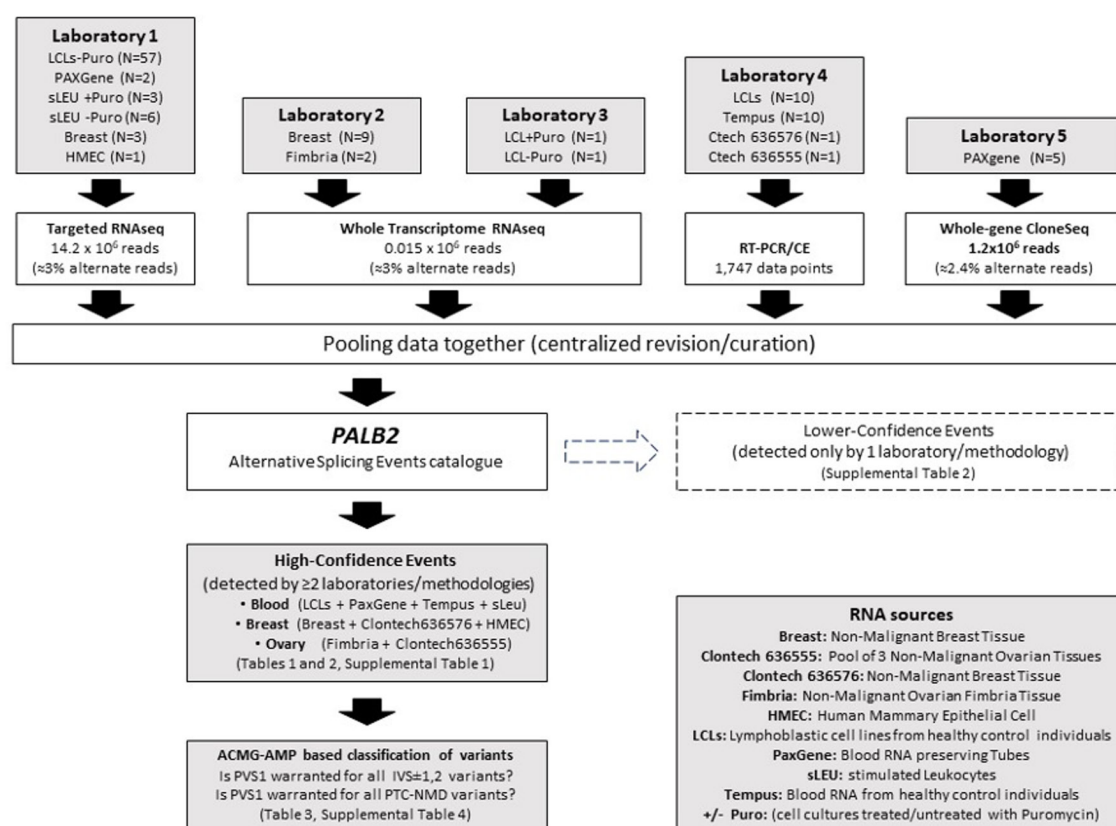 Laboratory 1
LCLs-Puro (N=57)
PAXGene (N=2)
sLEU +Puro (N=3)
sLEU -Puro (N=6)
Breast (N=3)
HMEC (N=1)
Laboratory 2
Breast (N=9)
Fimbria (N=2)
Laboratory 3
LCL+Puro (N=1)
LCL-Puro (N=1)
Laboratory 4
LCLs (N=10)
Tempus (N=10)
Ctech 636576 (N=1)
Ctech 636555 (N=1)
Laboratory 5
PAXgene (N=5)
Targeted RNAseq
14.2 x 10⁶ reads
(≈3% alternate reads)
Whole Transcriptome RNAseq
0.015 x 10⁶ reads
(≈3% alternate reads)
RT-PCR/CE
1,747 data points
Whole-gene CloneSeq
1.2x10⁶ reads
(≈2.4% alternate reads)
Pooling data together (centralized revision/curation)
PALB2
Alternative Splicing Events catalogue
Lower-Confidence Events
(detected only by 1 laboratory/methodology)
(Supplemental Table 2)
High-Confidence Events
(detected by ≥2 laboratories/methodologies)
• Blood (LCLs + PaxGene + Tempus + sLeu)
• Breast (Breast + Clontech636576 + HMEC)
• Ovary (Fimbria + Clontech636555)
(Tables 1 and 2, Supplemental Table 1)
ACMG-AMP based classification of variants
Is PVS1 warranted for all IVS±1,2 variants?
Is PVS1 warranted for all PTC-NMD variants?
(Table 3, Supplemental Table 4)
RNA sources
Breast: Non-Malignant Breast Tissue
Clontech 636555: Pool of 3 Non-Malignant Ovarian Tissues
Clontech 636576: Non-Malignant Breast Tissue
Fimbria: Non-Malignant Ovarian Fimbria Tissue
HMEC: Human Mammary Epithelial Cell
LCLs: Lymphoblastic cell lines from healthy control individuals
PaxGene: Blood RNA preserving Tubes
sLEU: stimulated Leukocytes
Tempus: Blood RNA from healthy control individuals
+/- Puro: (cell cultures treated/untreated with Puromycin)